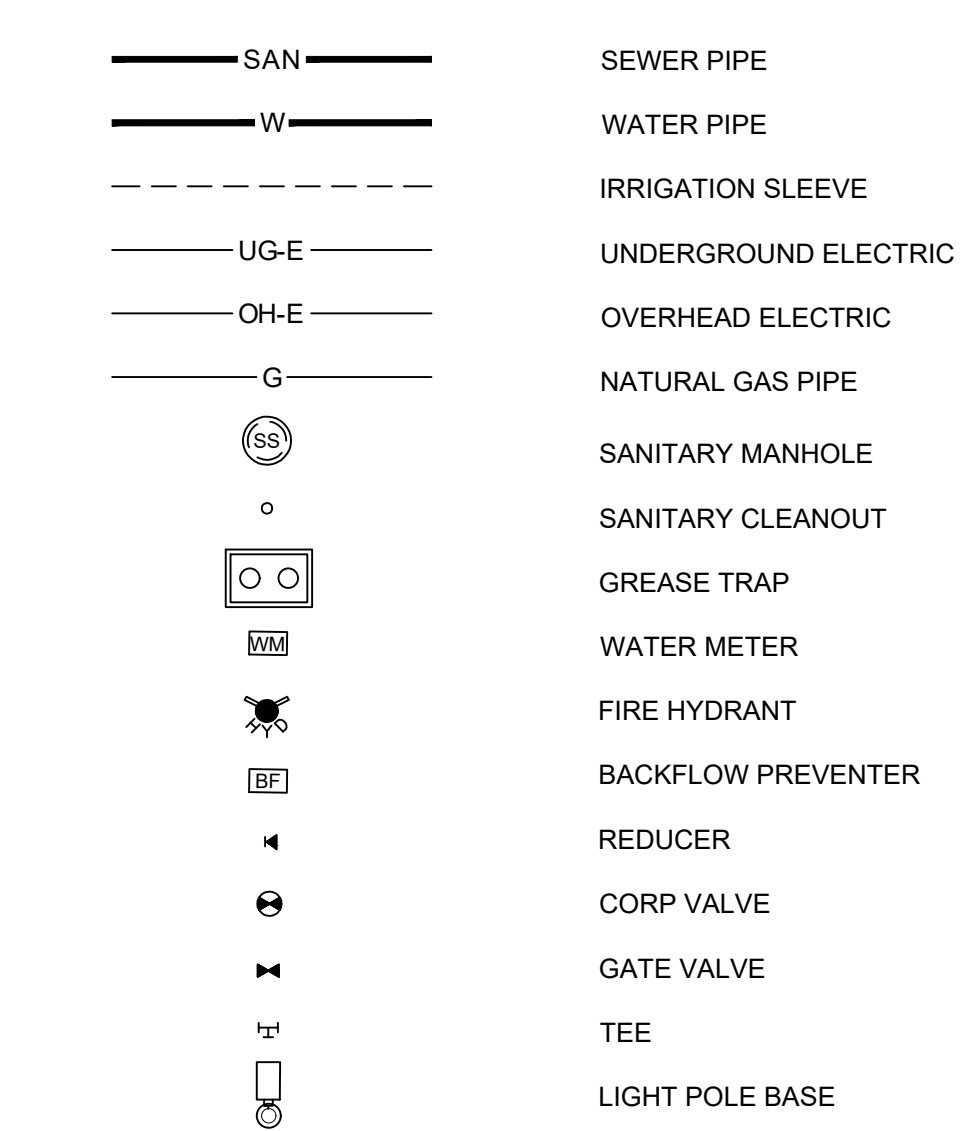 SAN SEWER PIPE
W WATER PIPE
IRRIGATION SLEEVE
UG-E UNDERGROUND ELECTRIC
OH-E OVERHEAD ELECTRIC
G NATURAL GAS PIPE
SS SANITARY MANHOLE
SANITARY CLEANOUT
GREASE TRAP
WM WATER METER
HYD FIRE HYDRANT
BF BACKFLOW PREVENTER
REDUCER
CORP VALVE
GATE VALVE
TEE
LIGHT POLE BASE